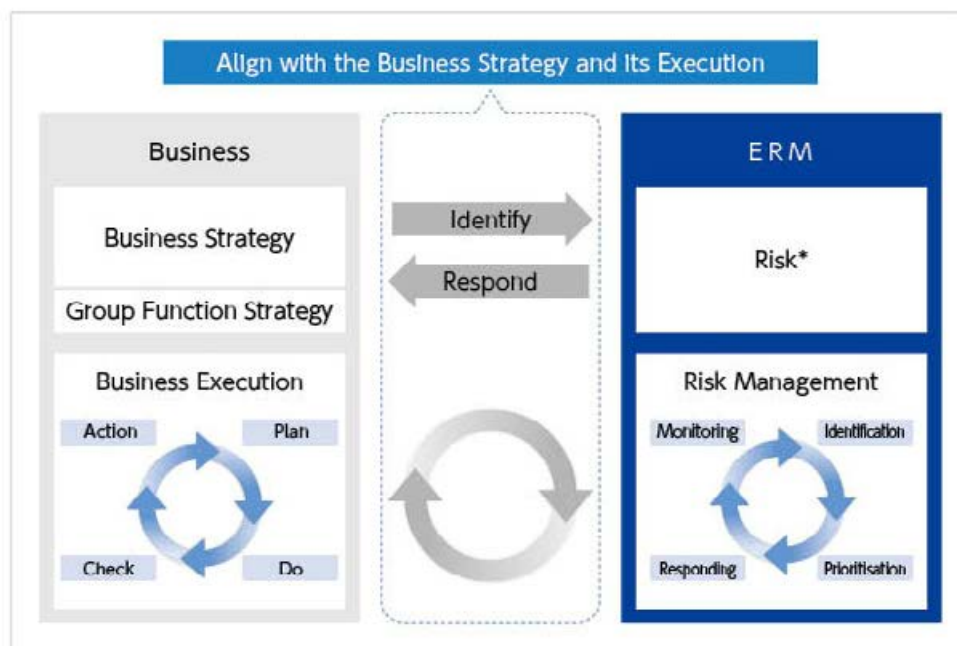 Align with the Business Strategy and its Execution
Business
Business Strategy
Group Function Strategy
Business Execution
Action
Plan
Check
Do
Identify
Respond
ERM
Risk*
Risk Management
Monitoring
Identification
Responding
Prioritisation